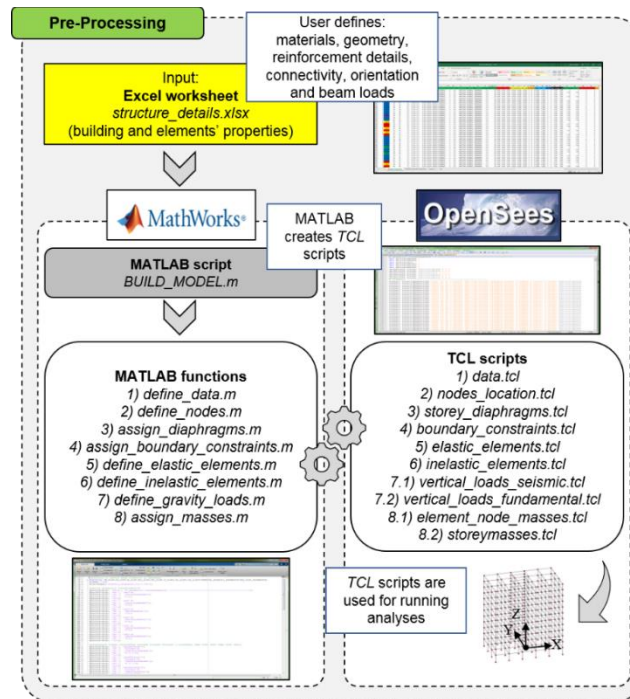 Pre-Processing
User defines:
materials, geometry,
reinforcement details,
connectivity, orientation
and beam loads
Input:
Excel worksheet
structure_details.xlsx
(building and elements' properties)
MathWorks®
OpenSees
MATLAB
creates TCL
scripts
MATLAB script
BUILD_MODEL.m
MATLAB functions
1) define_data.m
2) define_nodes.m
3) assign_diaphragms.m
4) assign_boundary_constraints.m
5) define_elastic_elements.m
6) define_inelastic_elements.m
7) define_gravity_loads.m
8) assign_masses.m
TCL scripts
1) data.tcl
2) nodes_location.tcl
3) storey_diaphragms.tcl
4) boundary_constraints.tcl
5) elastic_elements.tcl
6) inelastic_elements.tcl
7.1) vertical_loads_seismic.tcl
7.2) vertical_loads_fundamental.tcl
8.1) element_node_masses.tcl
8.2) storeymasses.tcl
TCL scripts are
used for running
analyses
Z
Y
X